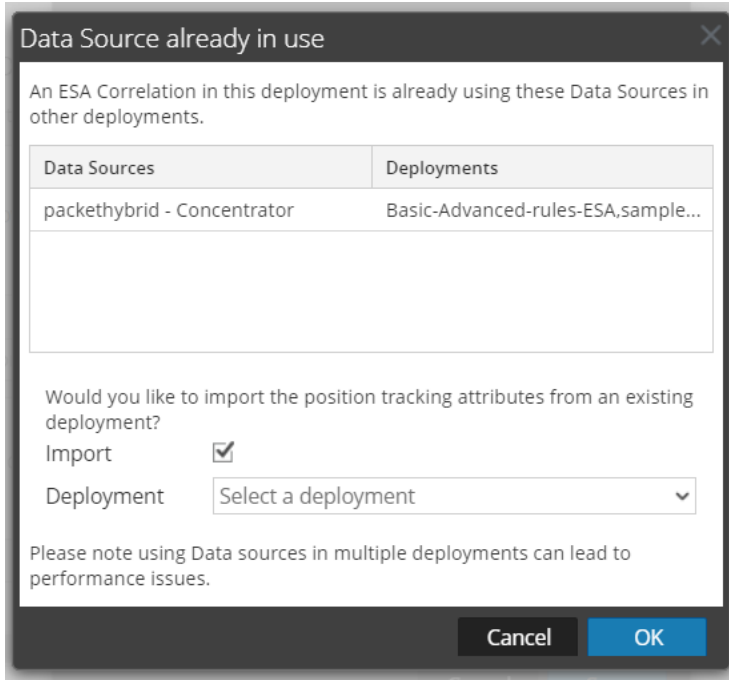 Data Source already in use
An ESA Correlation in this deployment is already using these Data Sources in
other deployments.
Data Sources Deployments
packethybrid - Concentrator Basic-Advanced-rules-ESA,sample...
Would you like to import the position tracking attributes from an existing
deployment?
Import
Deployment Select a deployment
Please note using Data sources in multiple deployments can lead to
performance issues.
Cancel OK